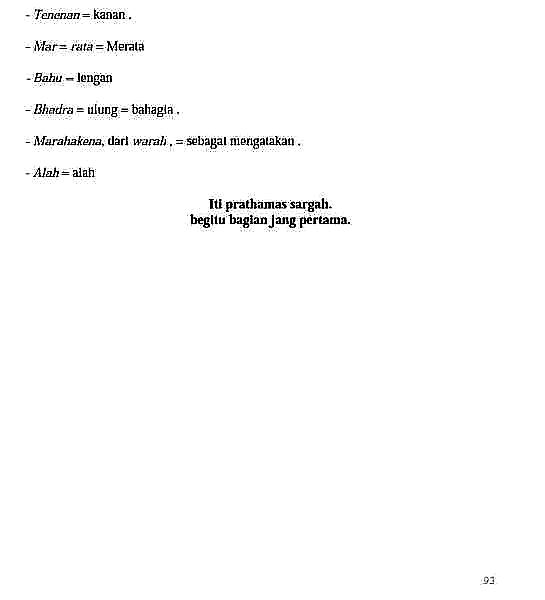 - Tenenan = kanan .
- Mar = rata = Merata
- Bahu = lengan
- Bhadra = ulung = bahagia .
- Marahakena, dari warah , = sebagai mengatakan .
- Alah = alah
Iti prathamas sargah.
begitu bagian jang pertama.
93